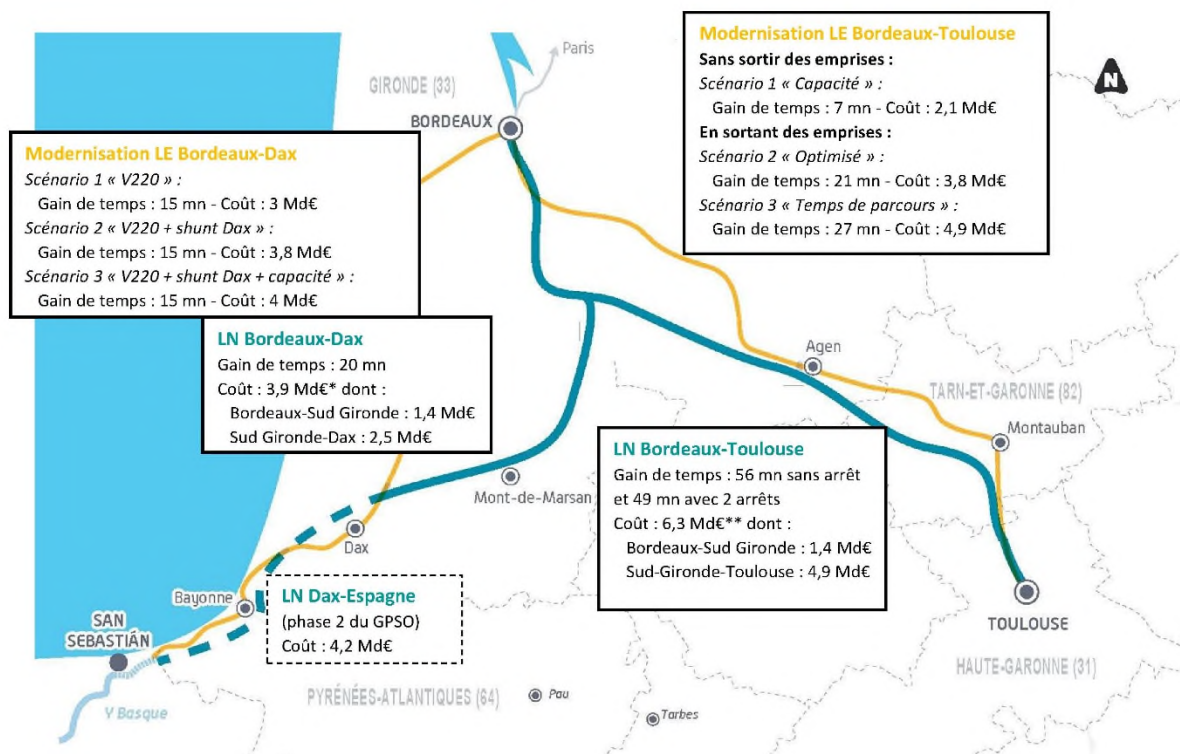 Paris
GIRONDE (33)
BORDEAUX
N
Modernisation LE Bordeaux-Toulouse
Sans sortir des emprises :
Scénario 1 « Capacité » :
Gain de temps : 7 mn - Coût : 2,1 Md€
En sortant des emprises :
Scénario 2 « Optimisé » :
Gain de temps : 21 mn - Coût : 3,8 Md€
Scénario 3 « Temps de parcours » :
Gain de temps : 27 mn - Coût : 4,9 Md€
Modernisation LE Bordeaux-Dax
Scénario 1 « V220 » :
Gain de temps : 15 mn - Coût : 3 Md€
Scénario 2 « V220 + shunt Dax » :
Gain de temps : 15 mn - Coût : 3,8 Md€
Scénario 3 « V220 + shunt Dax + capacité » :
Gain de temps : 15 mn - Coût : 4 Md€
LN Bordeaux-Dax
Gain de temps : 20 mn
Coût : 3,9 Md€* dont :
Bordeaux-Sud Gironde : 1,4 Md€
Sud Gironde-Dax : 2,5 Md€
Agen
TARN-ET-GARONNE (82)
Montauban
LN Bordeaux-Toulouse
Gain de temps : 56 mn sans arrêt
et 49 mn avec 2 arrêts
Coût : 6,3 Md€** dont :
Bordeaux-Sud Gironde : 1,4 Md€
Sud-Gironde-Toulouse : 4,9 Md€
Mont-de-Marsan
Dax
Bayonne
LN Dax-Espagne
(phase 2 du GPSO)
Coût : 4,2 Md€
SAN
SEBASTIÁN
TOULOUSE
HAUTE-GARONNE (31)
PYRÉNÉES-ATLANTIQUES (64)
Pau
Tarbes
Y Basque